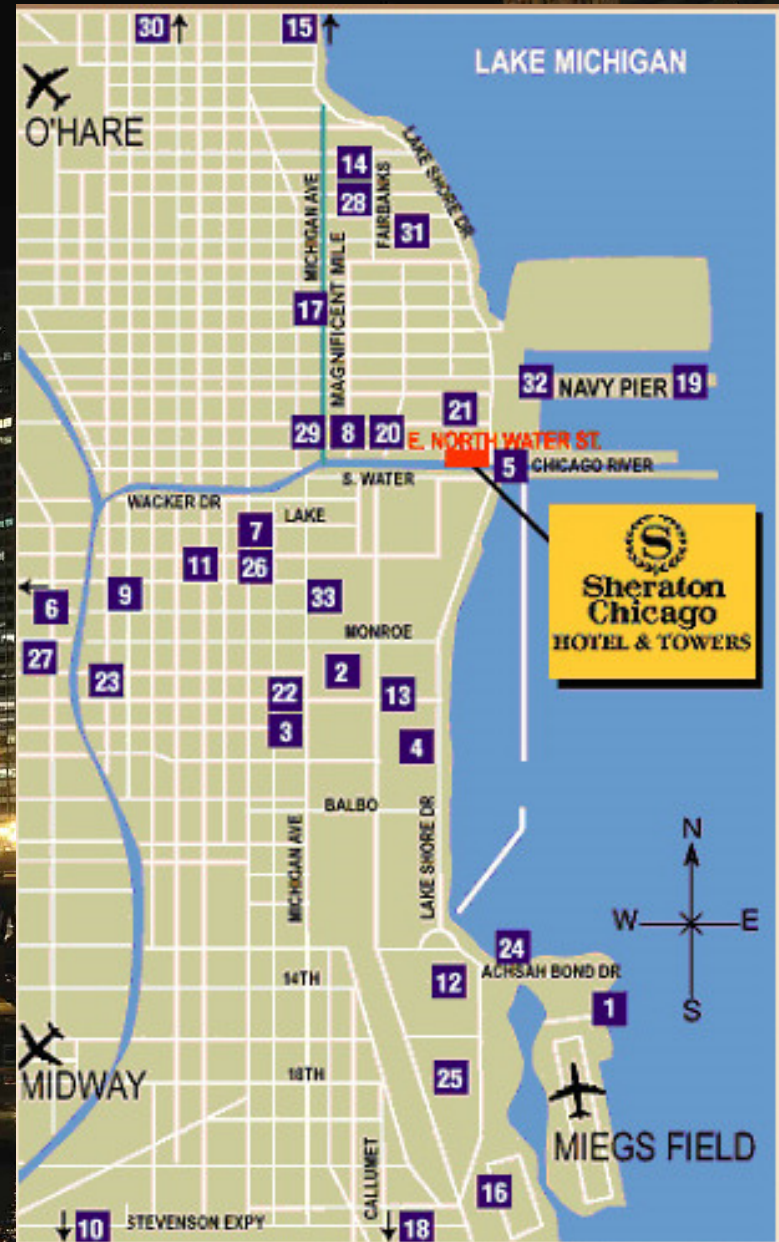 30
15
LAKE MICHIGAN
O'HARE
LAKE SHORE DR
14
MICHIGAN AVE
28
FAIRBANKS
31
MAGNIFICENT MILE
17
32
NAVY PIER
19
21
29
8
20
E. NORTH WATER ST.
5
CHICAGO RIVER
S. WATER
WACKER DR
LAKE
7
S
11
26
Sheraton
Chicago
HOTEL & TOWERS
9
33
6
MONROE
27
2
23
22
13
3
4
BALBO
MICHIGAN AVE
LAKE SHORE DR
N
W
E
S
24
ACHSAH BOND DR
14TH
12
1
MIDWAY
18TH
25
MIEGS FIELD
CALLUMET
16
10
STEVENSON EXPY
18